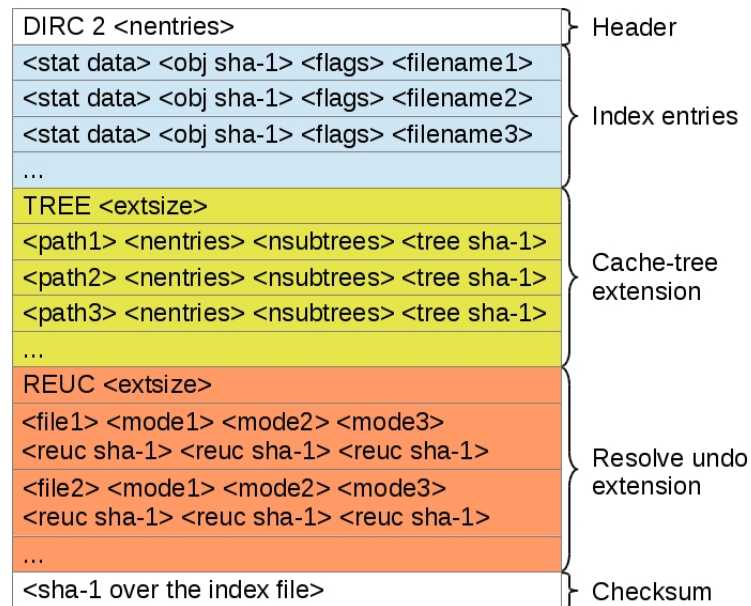 DIRC 2 <nentries>
Header
<stat data> <obj sha-1> <flags> <filename1>
<stat data> <obj sha-1> <flags> <filename2>
<stat data> <obj sha-1> <flags> <filename3>
...
Index entries
TREE <extsize>
<path1> <nentries> <nsubtrees> <tree sha-1>
<path2> <nentries> <nsubtrees> <tree sha-1>
<path3> <nentries> <nsubtrees> <tree sha-1>
...
Cache-tree
extension
REUC <extsize>
<file1> <mode1> <mode2> <mode3>
<reuc sha-1> <reuc sha-1> <reuc sha-1>
<file2> <mode1> <mode2> <mode3>
<reuc sha-1> <reuc sha-1> <reuc sha-1>
...
Resolve undo
extension
<sha-1 over the index file>
Checksum